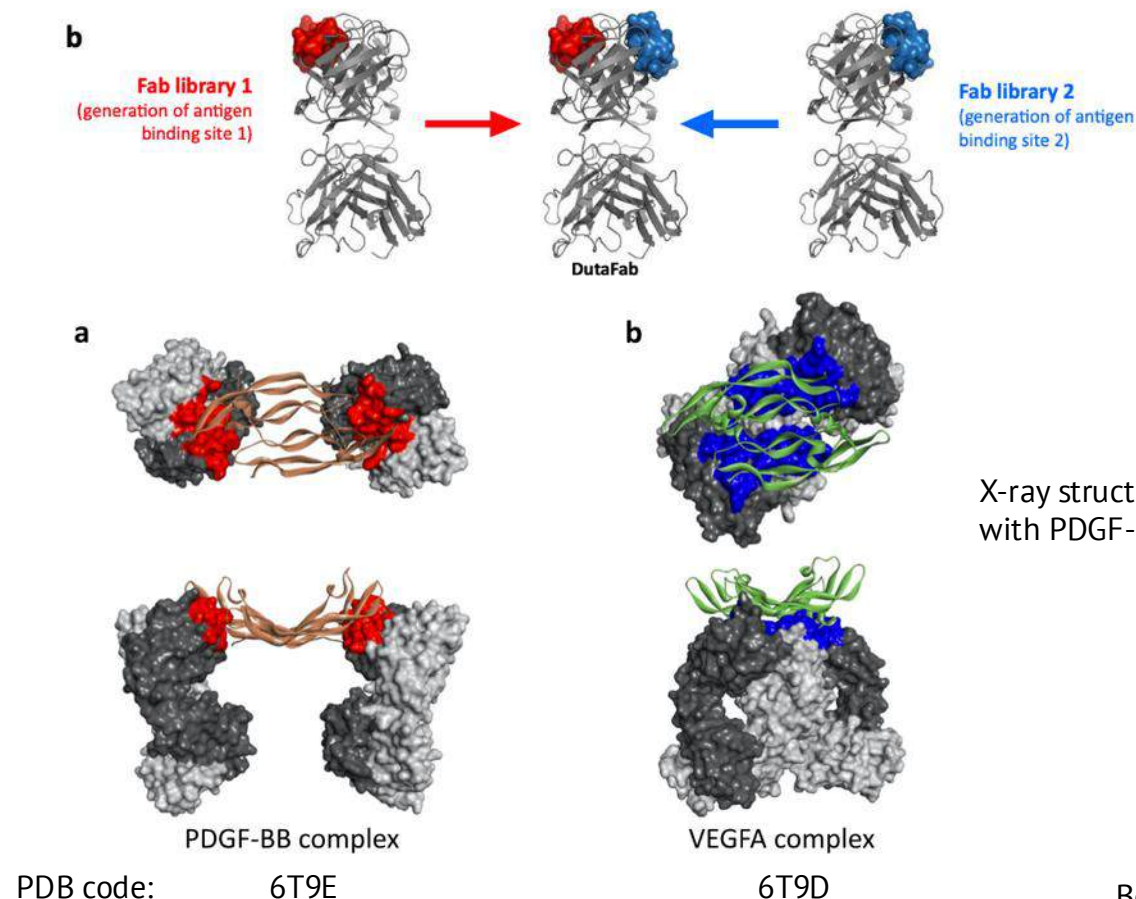 b
Fab library 1
(generation of antigen
binding site 1)
Fab library 2
(generation of antigen
binding site 2)
DutaFab
a
b
X-ray struct
with PDGF-
PDGF-BB complex
VEGFA complex
PDB code:
6T9E
6T9D